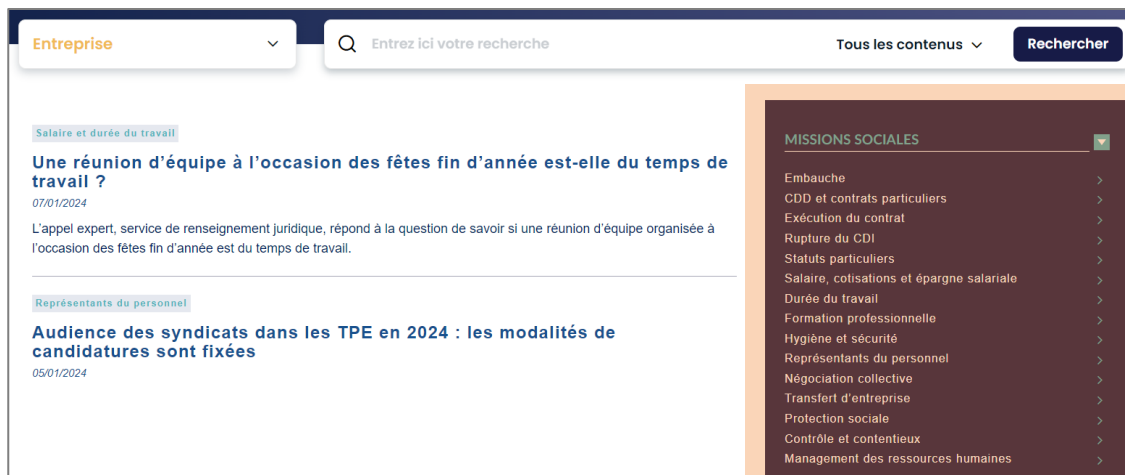 Entreprise
Entrez ici votre recherche
Tous les contenus
Rechercher
Salaire et durée du travail
Une réunion d'équipe à l'occasion des fêtes fin d'année est-elle du temps de
travail ?
07/01/2024
L'appel expert, service de renseignement juridique, répond à la question de savoir si une réunion d'équipe organisée à
l'occasion des fêtes fin d'année est du temps de travail.
Représentants du personnel
Audience des syndicats dans les TPE en 2024 : les modalités de
candidatures sont fixées
05/01/2024
MISSIONS SOCIALES
Embauche
CDD et contrats particuliers
Exécution du contrat
Rupture du CDI
Statuts particuliers
Salaire, cotisations et épargne salariale
Durée du travail
Formation professionnelle
Hygiène et sécurité
Représentants du personnel
Négociation collective
Transfert d'entreprise
Protection sociale
Contrôle et contentieux
Management des ressources humaines